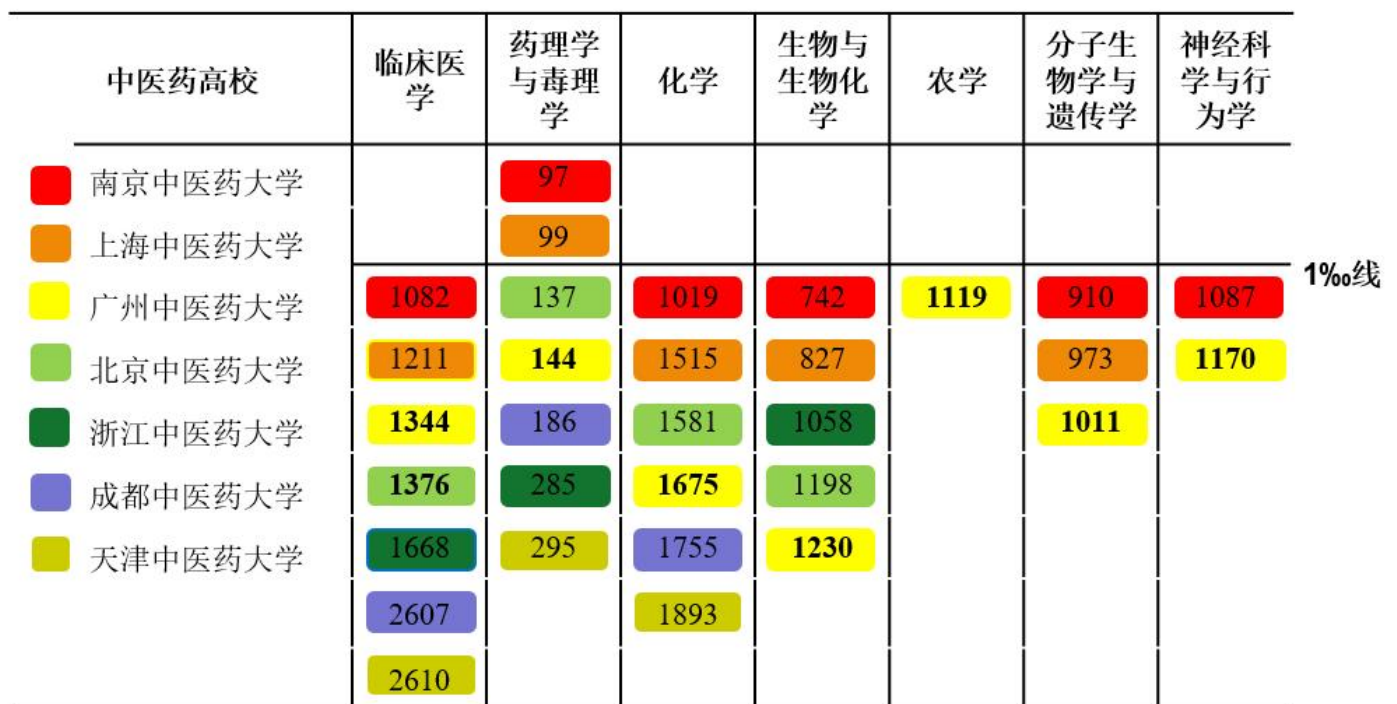 中医药高校 临床医学 药理学与毒理学 化学 生物与生物化学 农学 分子生物学与遗传学 神经科学与行为学
南京中医药大学 97
上海中医药大学 99
1‰线
广州中医药大学 1082 137 1019 742 1119 910 1087
北京中医药大学 1211 144 1515 827 973 1170
浙江中医药大学 1344 186 1581 1058 1011
成都中医药大学 1376 285 1675 1198
天津中医药大学 1668 295 1755 1230
2607 1893
2610